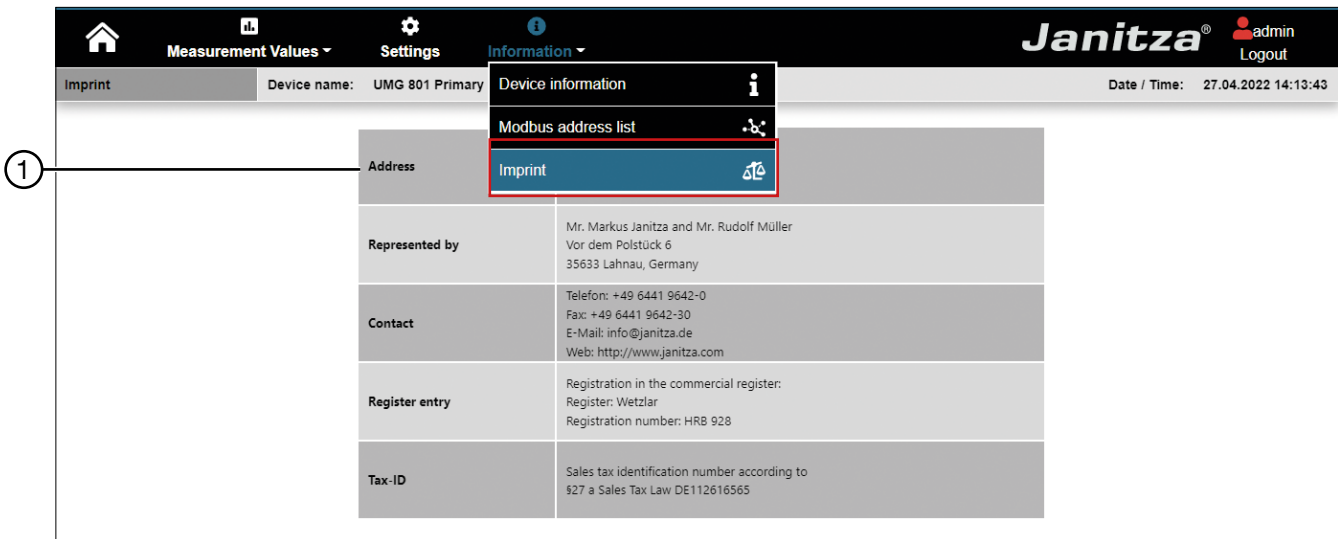 Measurement Values
Settings
Information
Janitza®
admin
Logout
Imprint
Device name: UMG 801 Primary
Date / Time: 27.04.2022 14:13:43
Device information
Modbus address list
Imprint
1
Address
Represented by
Mr. Markus Janitza and Mr. Rudolf Müller
Vor dem Polstück 6
35633 Lahnau, Germany
Contact
Telefon: +49 6441 9642-0
Fax: +49 6441 9642-30
E-Mail: info@janitza.de
Web: http://www.janitza.com
Register entry
Registration in the commercial register:
Register: Wetzlar
Registration number: HRB 928
Tax-ID
Sales tax identification number according to
§27 a Sales Tax Law DE112616565